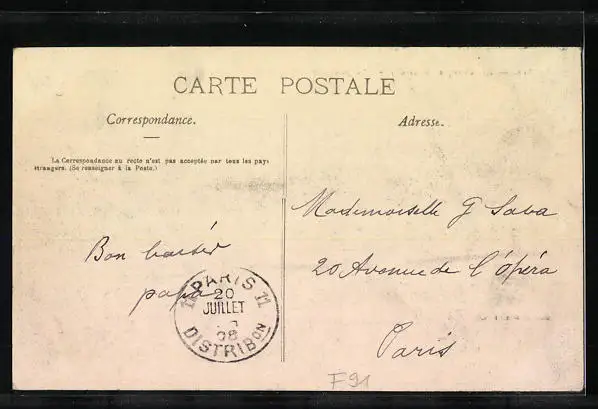 CARTE POSTALE
Correspondance.
Adresse.
La Correspondance au recto n'est pas acceptée par tous les pays
étrangers. (Se renseigner à la Poste.)
Bon baiser
papa
Mademoiselle G Saba
20 Avenue de l'Opéra
Paris
PARIS
11 11
20
JUILLET
08
DISTRIBON
F91